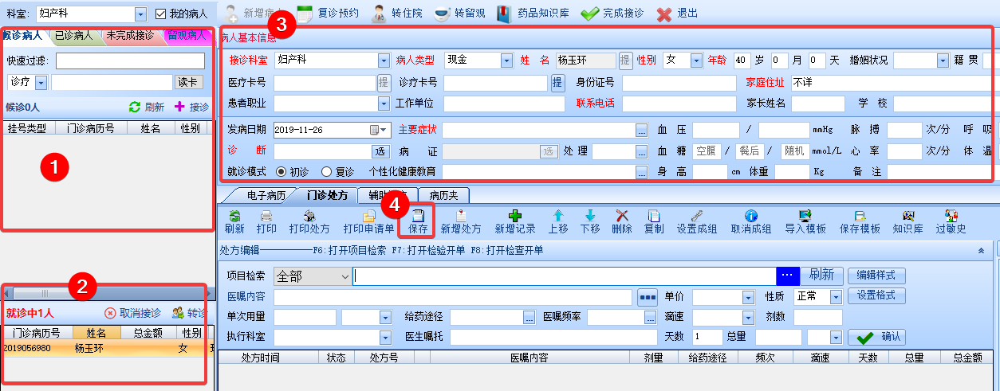 科室: 妇产科 我的病人
候诊病人 已诊病人 未完成接诊 留观病人
快速过滤:
诊疗 读卡
候诊0人 刷新 接诊
挂号类型 门诊病历号 姓名 性别
1
2
就诊中1人 取消接诊 转诊
门诊病历号 姓名 总金额 性别
2019056980 杨玉环 女
新增病人 复诊预约 转住院 转留观 药品知识库 完成接诊 退出
3
病人基本信息
接诊科室 妇产科 病人类型 现金 姓 名 杨玉环 提 性别 女 年龄 40 岁 0 月 0 天 婚姻状况 籍 贯
医疗卡号 提 诊疗卡号 提 身份证号 家庭住址 不详
患者职业 工作单位 联系电话 家长姓名 学 校
发病日期 2019-11-26 主要症状 ... 血 压 / mmHg 脉 搏 次/分 呼 吸
诊 断 选 病 证 选 处 理 ... 血 糖 空腹 / 餐后 / 随机 mmol/L 心 率 次/分 体 温
就诊模式 初诊 复诊 个性化健康教育 ... 身 高 cm 体重 Kg 备 注
电子病历 门诊处方 辅助 病历夹
4
刷新 打印 打印处方 打印申请单 保存 新增处方 新增记录 上移 下移 删除 复制 设置成组 取消成组 导入模板 保存模板 知识库 过敏史
处方编辑——————F6:打开项目检索 F7:打开检验开单 F8:打开检查开单
项目检索 全部 ... 刷新 编辑样式
医嘱内容 ... 单价 性质 正常 设置格式
单次用量 给药途径 ... 医嘱频率 ... 滴速 剂数
执行科室 医生嘱托 天数 1 总量 确认
处方时间 状态 处方号 医嘱内容 剂量 给药途径 频次 滴速 天数 总量 总金额